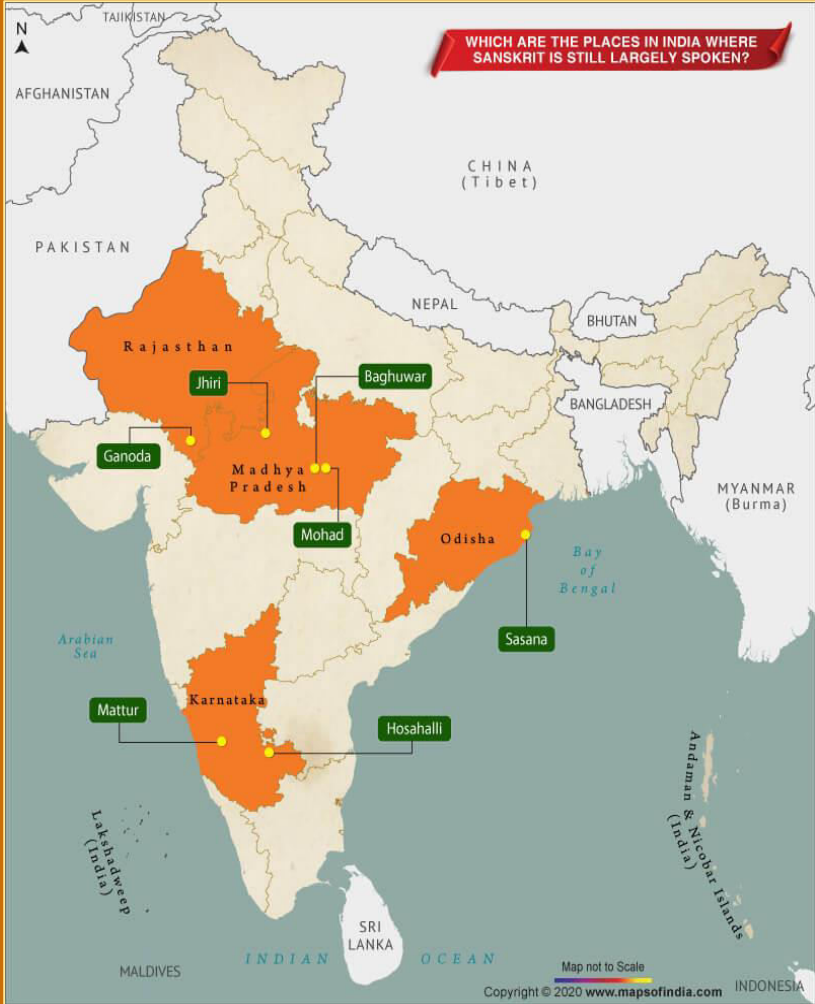 TAJIKISTAN
N
WHICH ARE THE PLACES IN INDIA WHERE
SANSKRIT IS STILL LARGELY SPOKEN?
AFGHANISTAN
CHINA
(Tibet)
PAKISTAN
NEPAL
BHUTAN
Rajasthan
Jhiri
Baghuwar
BANGLADESH
Ganoda
Madhya
Pradesh
MYANMAR
(Burma)
Mohad
Odisha
Bay
of
Bengal
Sasana
Arabian
Sea
Karnataka
Mattur
Hosahalli
Andaman & Nicobar Islands
(India)
Lakshadweep
(India)
SRI
LANKA
INDIAN OCEAN
MALDIVES
Map not to Scale
Copyright © 2020 www.mapsofindia.com
INDONESIA